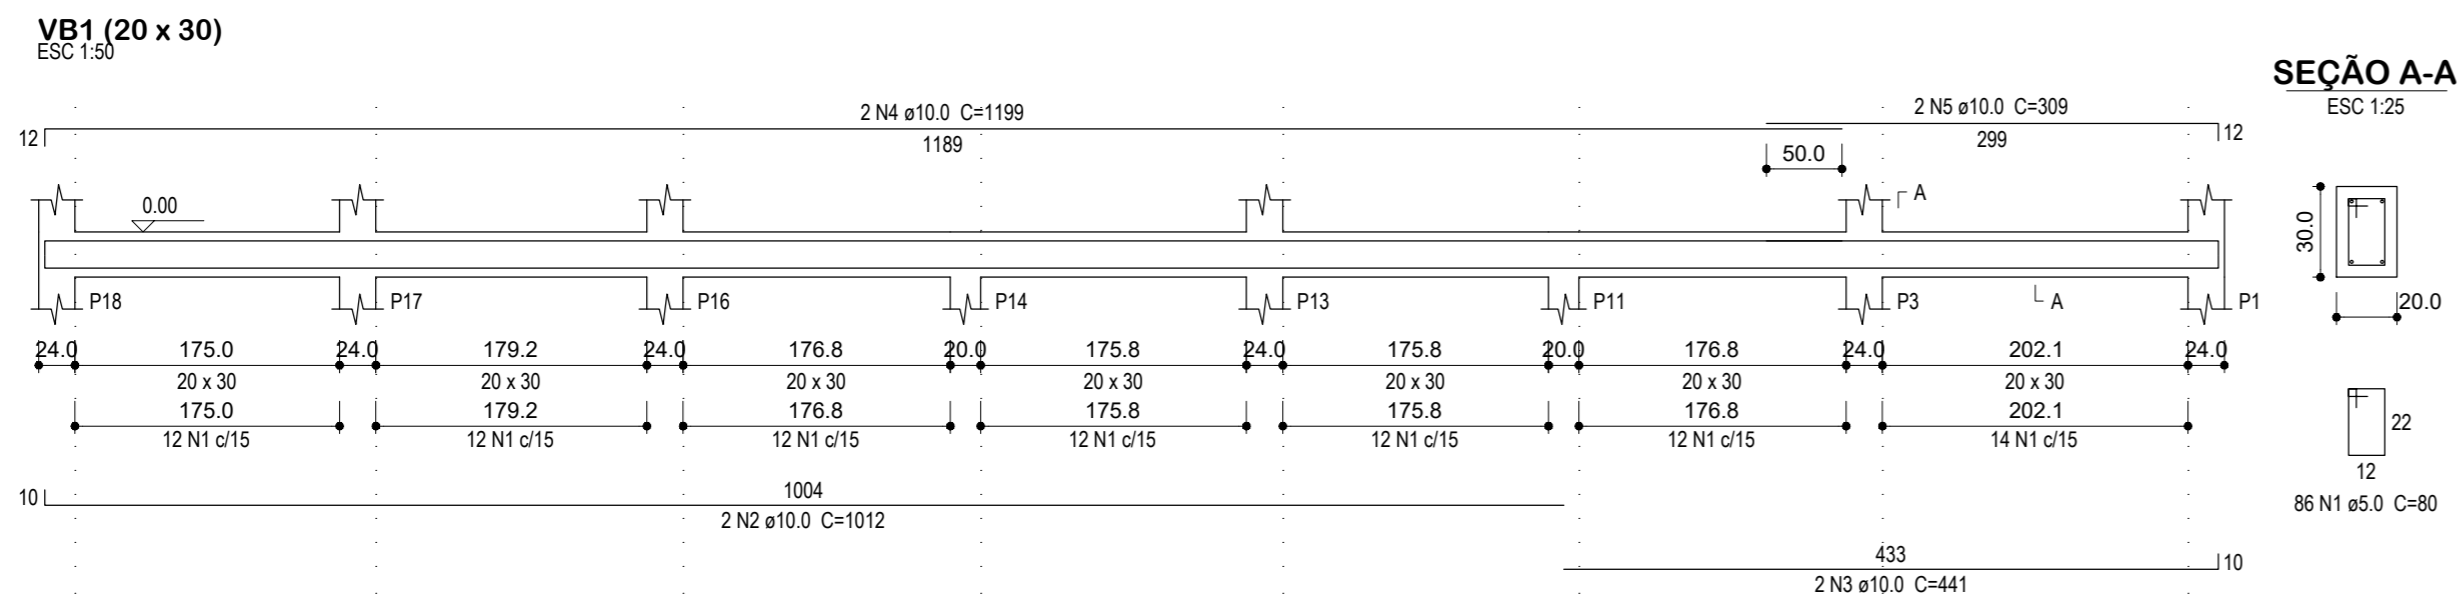 VB1 (20 x 30)
ESC 1:50
SEÇÃO A-A
ESC 1:25
2 N4 ø10.0 C=1199
2 N5 ø10.0 C=309
12
1189
299
12
50.0
0.00
A
30.0
P18
P17
P16
P14
P13
P11
P3
A
P1
20.0
24.0 175.0 24.0 179.2 24.0 176.8 20.0 175.8 24.0 175.8 20.0 176.8 24.0 202.1 24.0
20 x 30 20 x 30 20 x 30 20 x 30 20 x 30 20 x 30 20 x 30
175.0 179.2 176.8 175.8 175.8 176.8 202.1
12 N1 c/15 12 N1 c/15 12 N1 c/15 12 N1 c/15 12 N1 c/15 12 N1 c/15 14 N1 c/15
22
12
86 N1 ø5.0 C=80
10
1004
2 N2 ø10.0 C=1012
433
10
2 N3 ø10.0 C=441